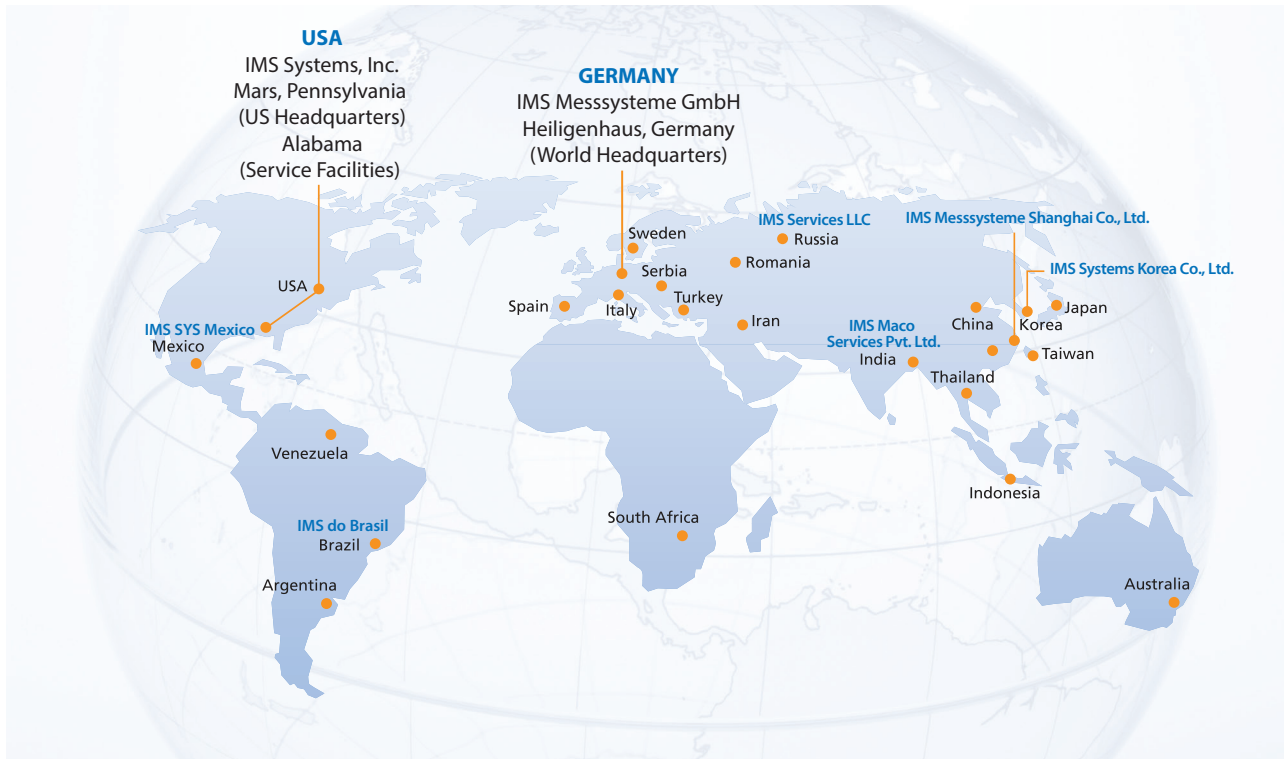 USA
IMS Systems, Inc.
Mars, Pennsylvania
(US Headquarters)
Alabama
(Service Facilities)
GERMANY
IMS Messsysteme GmbH
Heiligenhaus, Germany
(World Headquarters)
IMS Services LLC
Russia
IMS Messsysteme Shanghai Co., Ltd.
Sweden
Romania
IMS Systems Korea Co., Ltd.
Serbia
USA
Spain
Italy
Turkey
Iran
China
Korea
Japan
IMS SYS Mexico
Mexico
IMS Maco
Services Pvt. Ltd.
India
Taiwan
Thailand
Venezuela
Indonesia
South Africa
IMS do Brasil
Brazil
Argentina
Australia